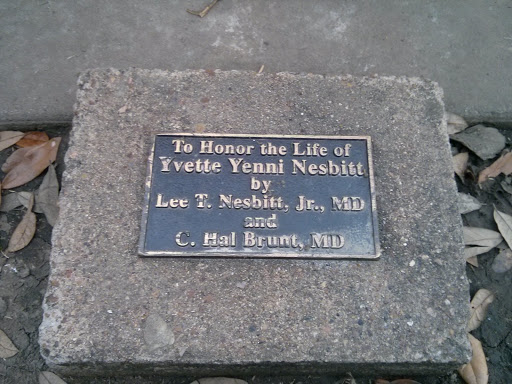 To Honor the Life of
Yvette Yenni Nesbitt
by
Lee T. Nesbitt, Jr., MD
and
C. Hal Brunt, MD